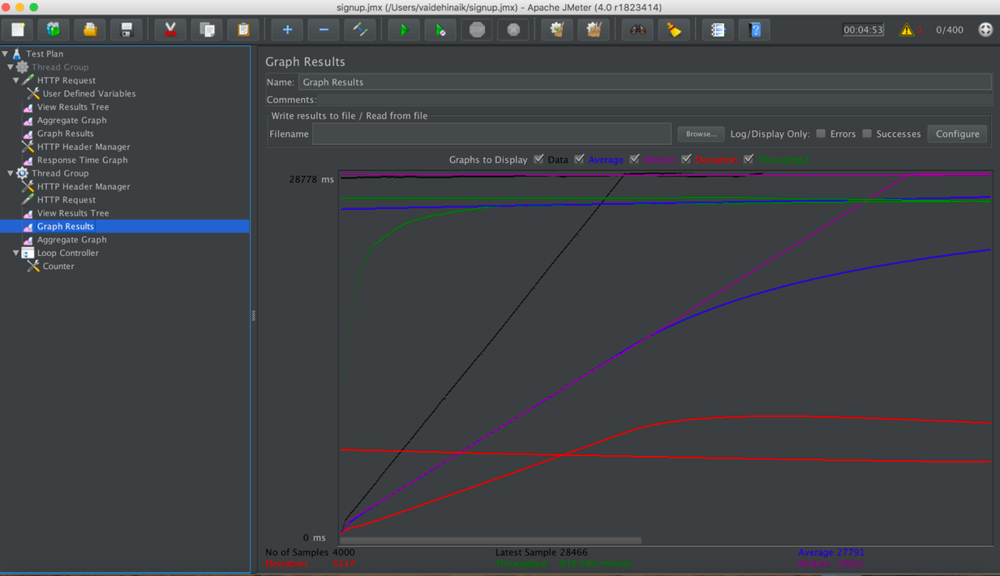 signup.jmx (/Users/vaidehinaik/signup.jmx) - Apache JMeter (4.0 r1823414)
00:04:53 1 0/400
Test Plan
Thread Group
HTTP Request
User Defined Variables
View Results Tree
Aggregate Graph
Graph Results
HTTP Header Manager
Response Time Graph
Thread Group
HTTP Header Manager
HTTP Request
View Results Tree
Graph Results
Aggregate Graph
Loop Controller
Counter
Graph Results
Name: Graph Results
Comments:
Write results to file / Read from file
Filename Browse... Log/Display Only: Errors Successes Configure
Graphs to Display Data Average Median Deviation Throughput
28778 ms
0 ms
No of Samples 4000 Latest Sample 28466 Average 27791
Deviation 5217 Throughput Median